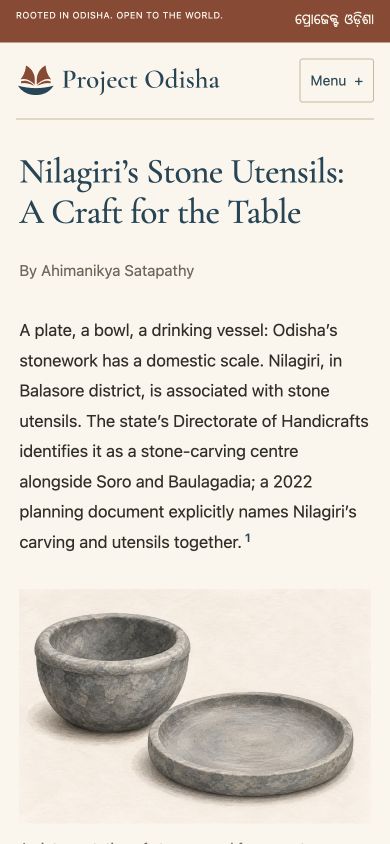 ROOTED IN ODISHA. OPEN TO THE WORLD.
ପ୍ରୋଜେକ୍ଟ ଓଡ଼ିଶା
Project Odisha
Menu +
Nilagiri’s Stone Utensils:
A Craft for the Table
By Ahimanikya Satapathy
A plate, a bowl, a drinking vessel: Odisha’s
stonework has a domestic scale. Nilagiri, in
Balasore district, is associated with stone
utensils. The state’s Directorate of Handicrafts
identifies it as a stone-carving centre
alongside Soro and Baulagadia; a 2022
planning document explicitly names Nilagiri’s
carving and utensils together. 1